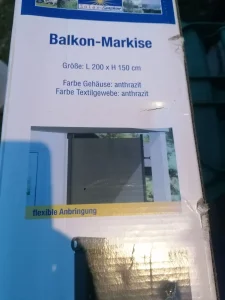 Balkon-Markise
Größe: L 200 x H 150 cm
Farbe Gehäuse: anthrazit
Farbe Textilgewebe: anthrazit
flexible Anbringung